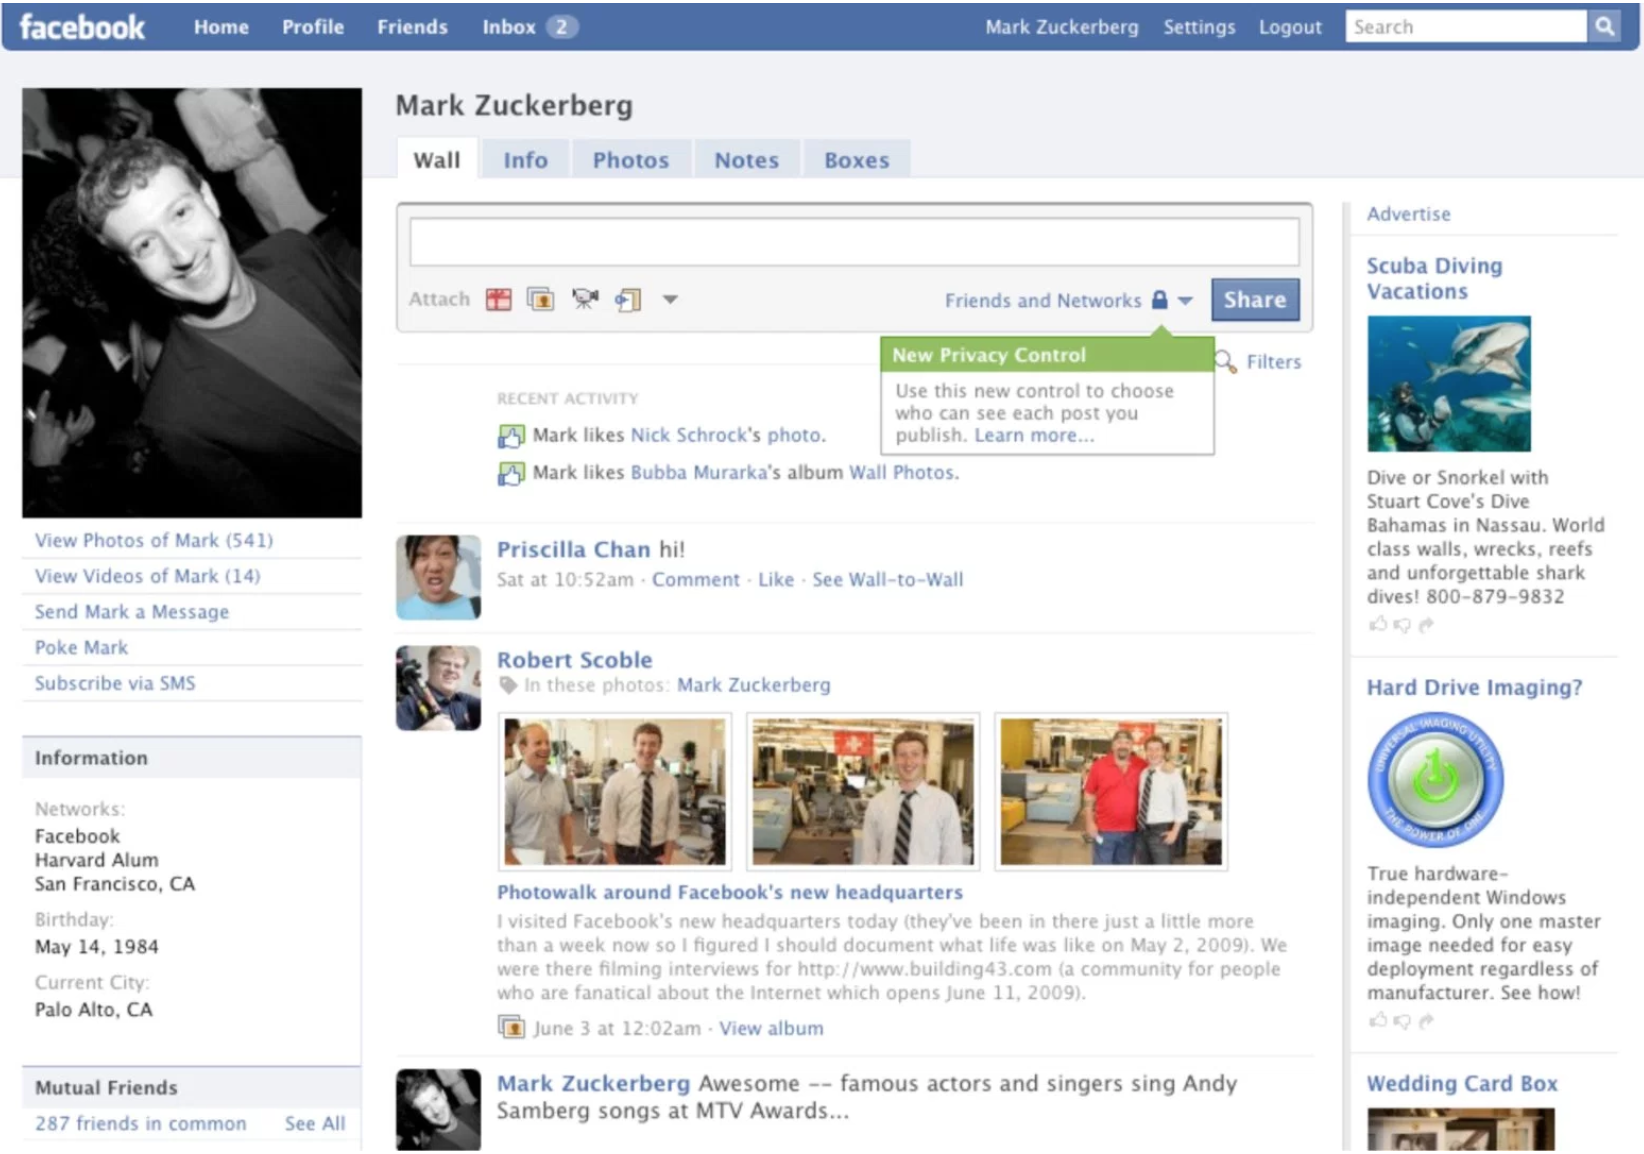 facebook Home Profile Friends Inbox 2 Mark Zuckerberg Settings Logout Search
Mark Zuckerberg
Wall Info Photos Notes Boxes
Attach Friends and Networks Share
New Privacy Control
Use this new control to choose
who can see each post you
publish. Learn more...
Filters
RECENT ACTIVITY
Mark likes Nick Schrock's photo.
Mark likes Bubba Murarka's album Wall Photos.
Priscilla Chan hi!
Sat at 10:52am · Comment · Like · See Wall-to-Wall
Robert Scoble
In these photos: Mark Zuckerberg
Photowalk around Facebook's new headquarters
I visited Facebook's new headquarters today (they've been in there just a little more
than a week now so I figured I should document what life was like on May 2, 2009). We
were there filming interviews for http://www.building43.com (a community for people
who are fanatical about the Internet which opens June 11, 2009).
June 3 at 12:02am · View album
Mark Zuckerberg Awesome -- famous actors and singers sing Andy
Samberg songs at MTV Awards...
View Photos of Mark (541)
View Videos of Mark (14)
Send Mark a Message
Poke Mark
Subscribe via SMS
Information
Networks:
Facebook
Harvard Alum
San Francisco, CA
Birthday:
May 14, 1984
Current City:
Palo Alto, CA
Mutual Friends
287 friends in common See All
Advertise
Scuba Diving
Vacations
Dive or Snorkel with
Stuart Cove's Dive
Bahamas in Nassau. World
class walls, wrecks, reefs
and unforgettable shark
dives! 800-879-9832
Hard Drive Imaging?
UNIVERSAL IMAGING UTILITY
1
THE POWER OF ONE
True hardware-
independent Windows
imaging. Only one master
image needed for easy
deployment regardless of
manufacturer. See how!
Wedding Card Box